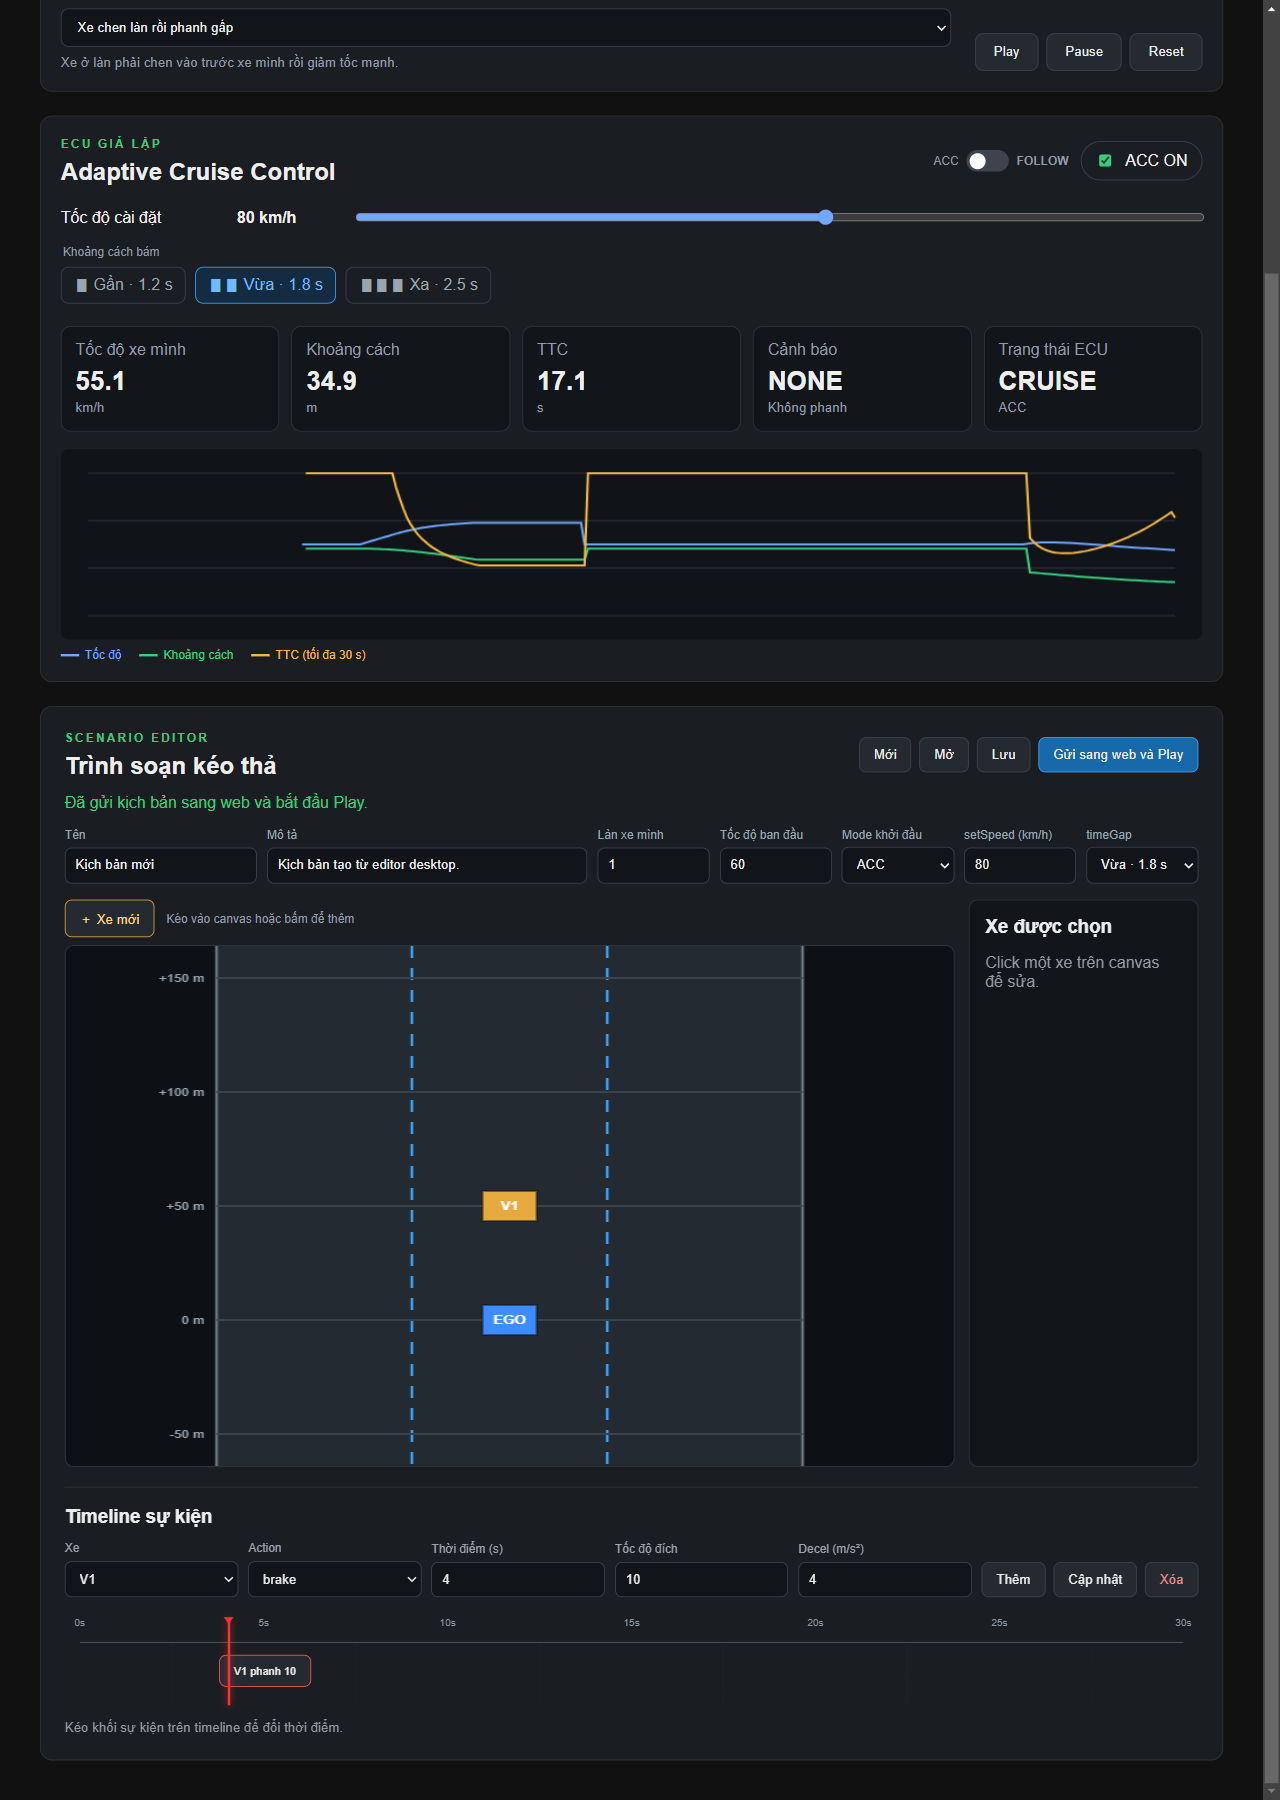 Xe chen làn rồi phanh gấp
Xe ở làn phải chen vào trước xe mình rồi giảm tốc mạnh.
Play
Pause
Reset
ECU GIẢ LẬP
Adaptive Cruise Control
ACC
FOLLOW
ACC ON
Tốc độ cài đặt
80 km/h
Khoảng cách bám
Gần · 1.2 s
Vừa · 1.8 s
Xa · 2.5 s
Tốc độ xe mình
55.1
km/h
Khoảng cách
34.9
m
TTC
17.1
s
Cảnh báo
NONE
Không phanh
Trạng thái ECU
CRUISE
ACC
Tốc độ
Khoảng cách
TTC (tối đa 30 s)
SCENARIO EDITOR
Trình soạn kéo thả
Mới
Mở
Lưu
Gửi sang web và Play
Đã gửi kịch bản sang web và bắt đầu Play.
Tên
Mô tả
Làn xe mình
Tốc độ ban đầu
Mode khởi đầu
setSpeed (km/h)
timeGap
Kịch bản mới
Kịch bản tạo từ editor desktop.
1
60
ACC
80
Vừa · 1.8 s
+ Xe mới
Kéo vào canvas hoặc bấm để thêm
Xe được chọn
Click một xe trên canvas
để sửa.
+150 m
+100 m
+50 m
V1
0 m
EGO
-50 m
Timeline sự kiện
Xe
Action
Thời điểm (s)
Tốc độ đích
Decel (m/s²)
V1
brake
4
10
4
Thêm
Cập nhật
Xóa
0s
5s
10s
15s
20s
25s
30s
V1 phanh 10
Kéo khối sự kiện trên timeline để đổi thời điểm.